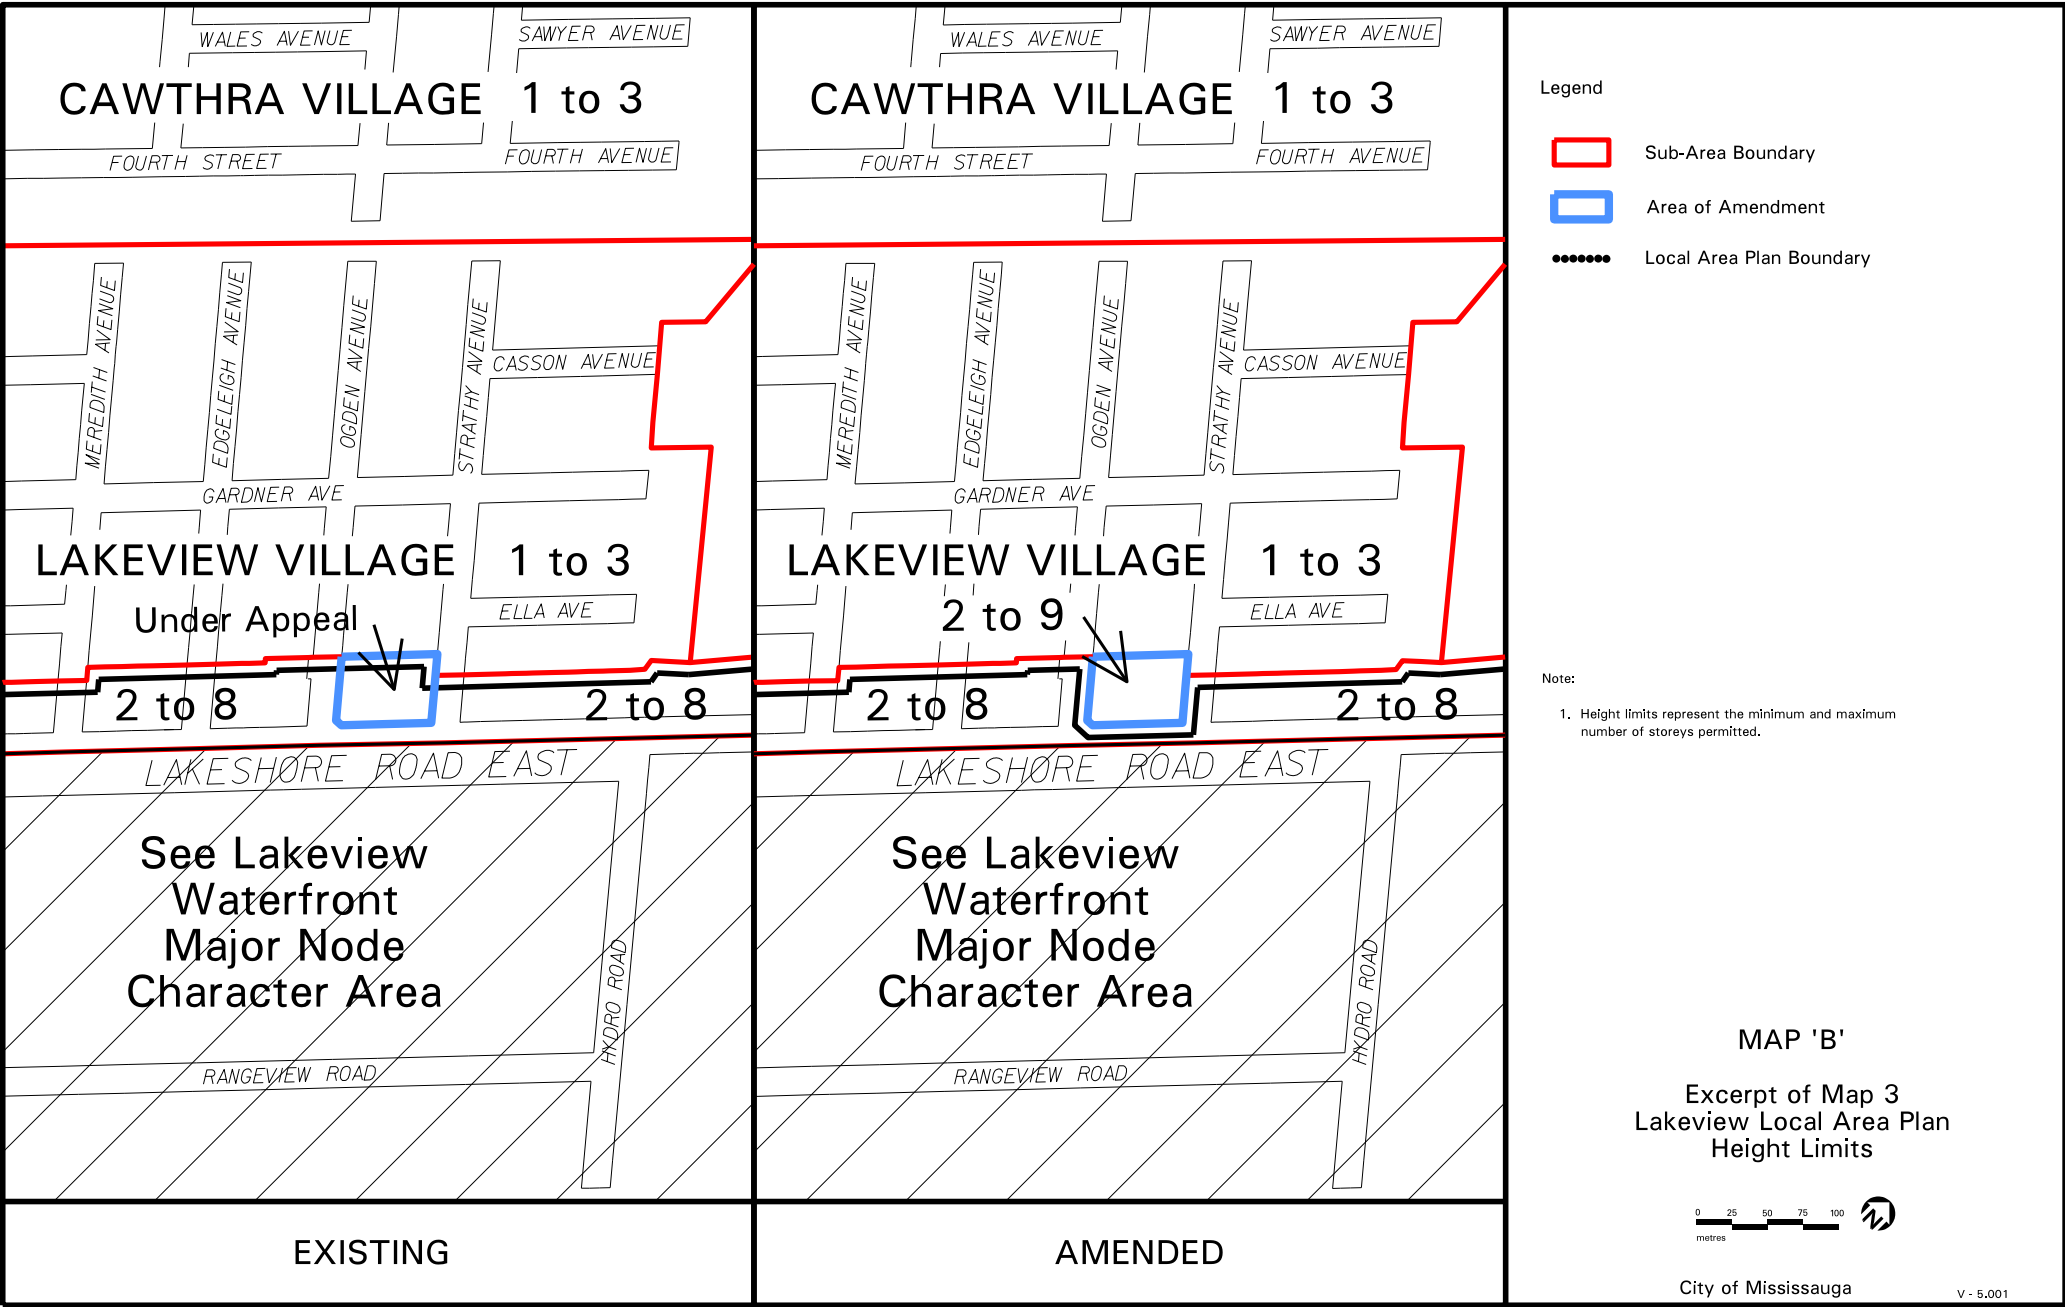 WALES AVENUE
SAWYER AVENUE
CAWTHRA VILLAGE 1 to 3
FOURTH STREET
FOURTH AVENUE
MEREDITH AVENUE
EDGELEIGH AVENUE
OGDEN AVENUE
STRATHY AVENUE
CASSON AVENUE
GARDNER AVE
LAKEVIEW VILLAGE 1 to 3
Under Appeal
ELLA AVE
2 to 8
2 to 8
LAKESHORE ROAD EAST
See Lakeview
Waterfront
Major Node
Character Area
HYDRO ROAD
RANGEVIEW ROAD
EXISTING
WALES AVENUE
SAWYER AVENUE
CAWTHRA VILLAGE 1 to 3
FOURTH STREET
FOURTH AVENUE
MEREDITH AVENUE
EDGELEIGH AVENUE
OGDEN AVENUE
STRATHY AVENUE
CASSON AVENUE
GARDNER AVE
LAKEVIEW VILLAGE 1 to 3
2 to 9
ELLA AVE
2 to 8
2 to 8
LAKESHORE ROAD EAST
See Lakeview
Waterfront
Major Node
Character Area
HYDRO ROAD
RANGEVIEW ROAD
AMENDED
Legend
Sub-Area Boundary
Area of Amendment
Local Area Plan Boundary
Note:
1. Height limits represent the minimum and maximum
number of storeys permitted.
MAP 'B'
Excerpt of Map 3
Lakeview Local Area Plan
Height Limits
0 25 50 75 100
metres
N
City of Mississauga
V - 5.001